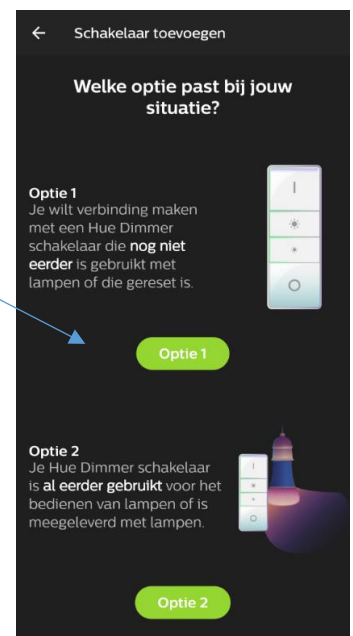 Schakelaar toevoegen
Welke optie past bij jouw
situatie?
Optie 1
Je wilt verbinding maken
met een Hue Dimmer
schakelaar die nog niet
eerder is gebruikt met
lampen of die gereset is.
Optie 1
Optie 2
Je Hue Dimmer schakelaar
is al eerder gebruikt voor het
bedienen van lampen of is
meegeleverd met lampen.
Optie 2